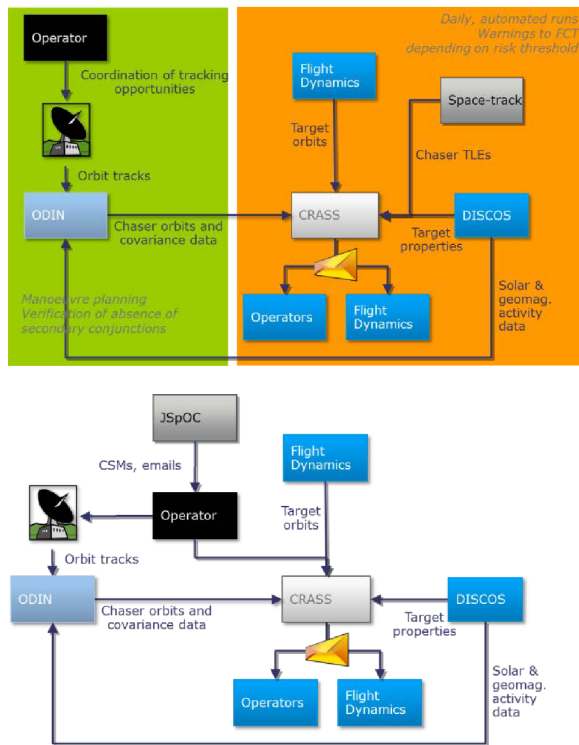 Operator
Coordination of tracking
opportunities
Orbit tracks
ODIN
Chaser orbits and
covariance data
Manoeuvre planning
Verification of absence of
secondary conjunctions
Daily, automated runs
Warnings to FCT
depending on risk threshold
Flight
Dynamics
Space-track
Target
orbits
Chaser TLEs
CRASS
DISCOS
Target
properties
Operators
Flight
Dynamics
Solar &
geomag.
activity
data
JSpOC
CSMs, emails
Flight
Dynamics
Operator
Target
orbits
Orbit tracks
ODIN
Chaser orbits and
covariance data
CRASS
DISCOS
Target
properties
Operators
Flight
Dynamics
Solar &
geomag.
activity
data